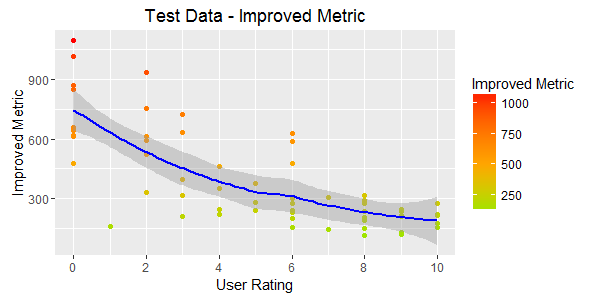 Test Data - Improved Metric
Improved Metric
900
600
300
0 2 4 6 8 10
User Rating
Improved Metric
1000
750
500
250